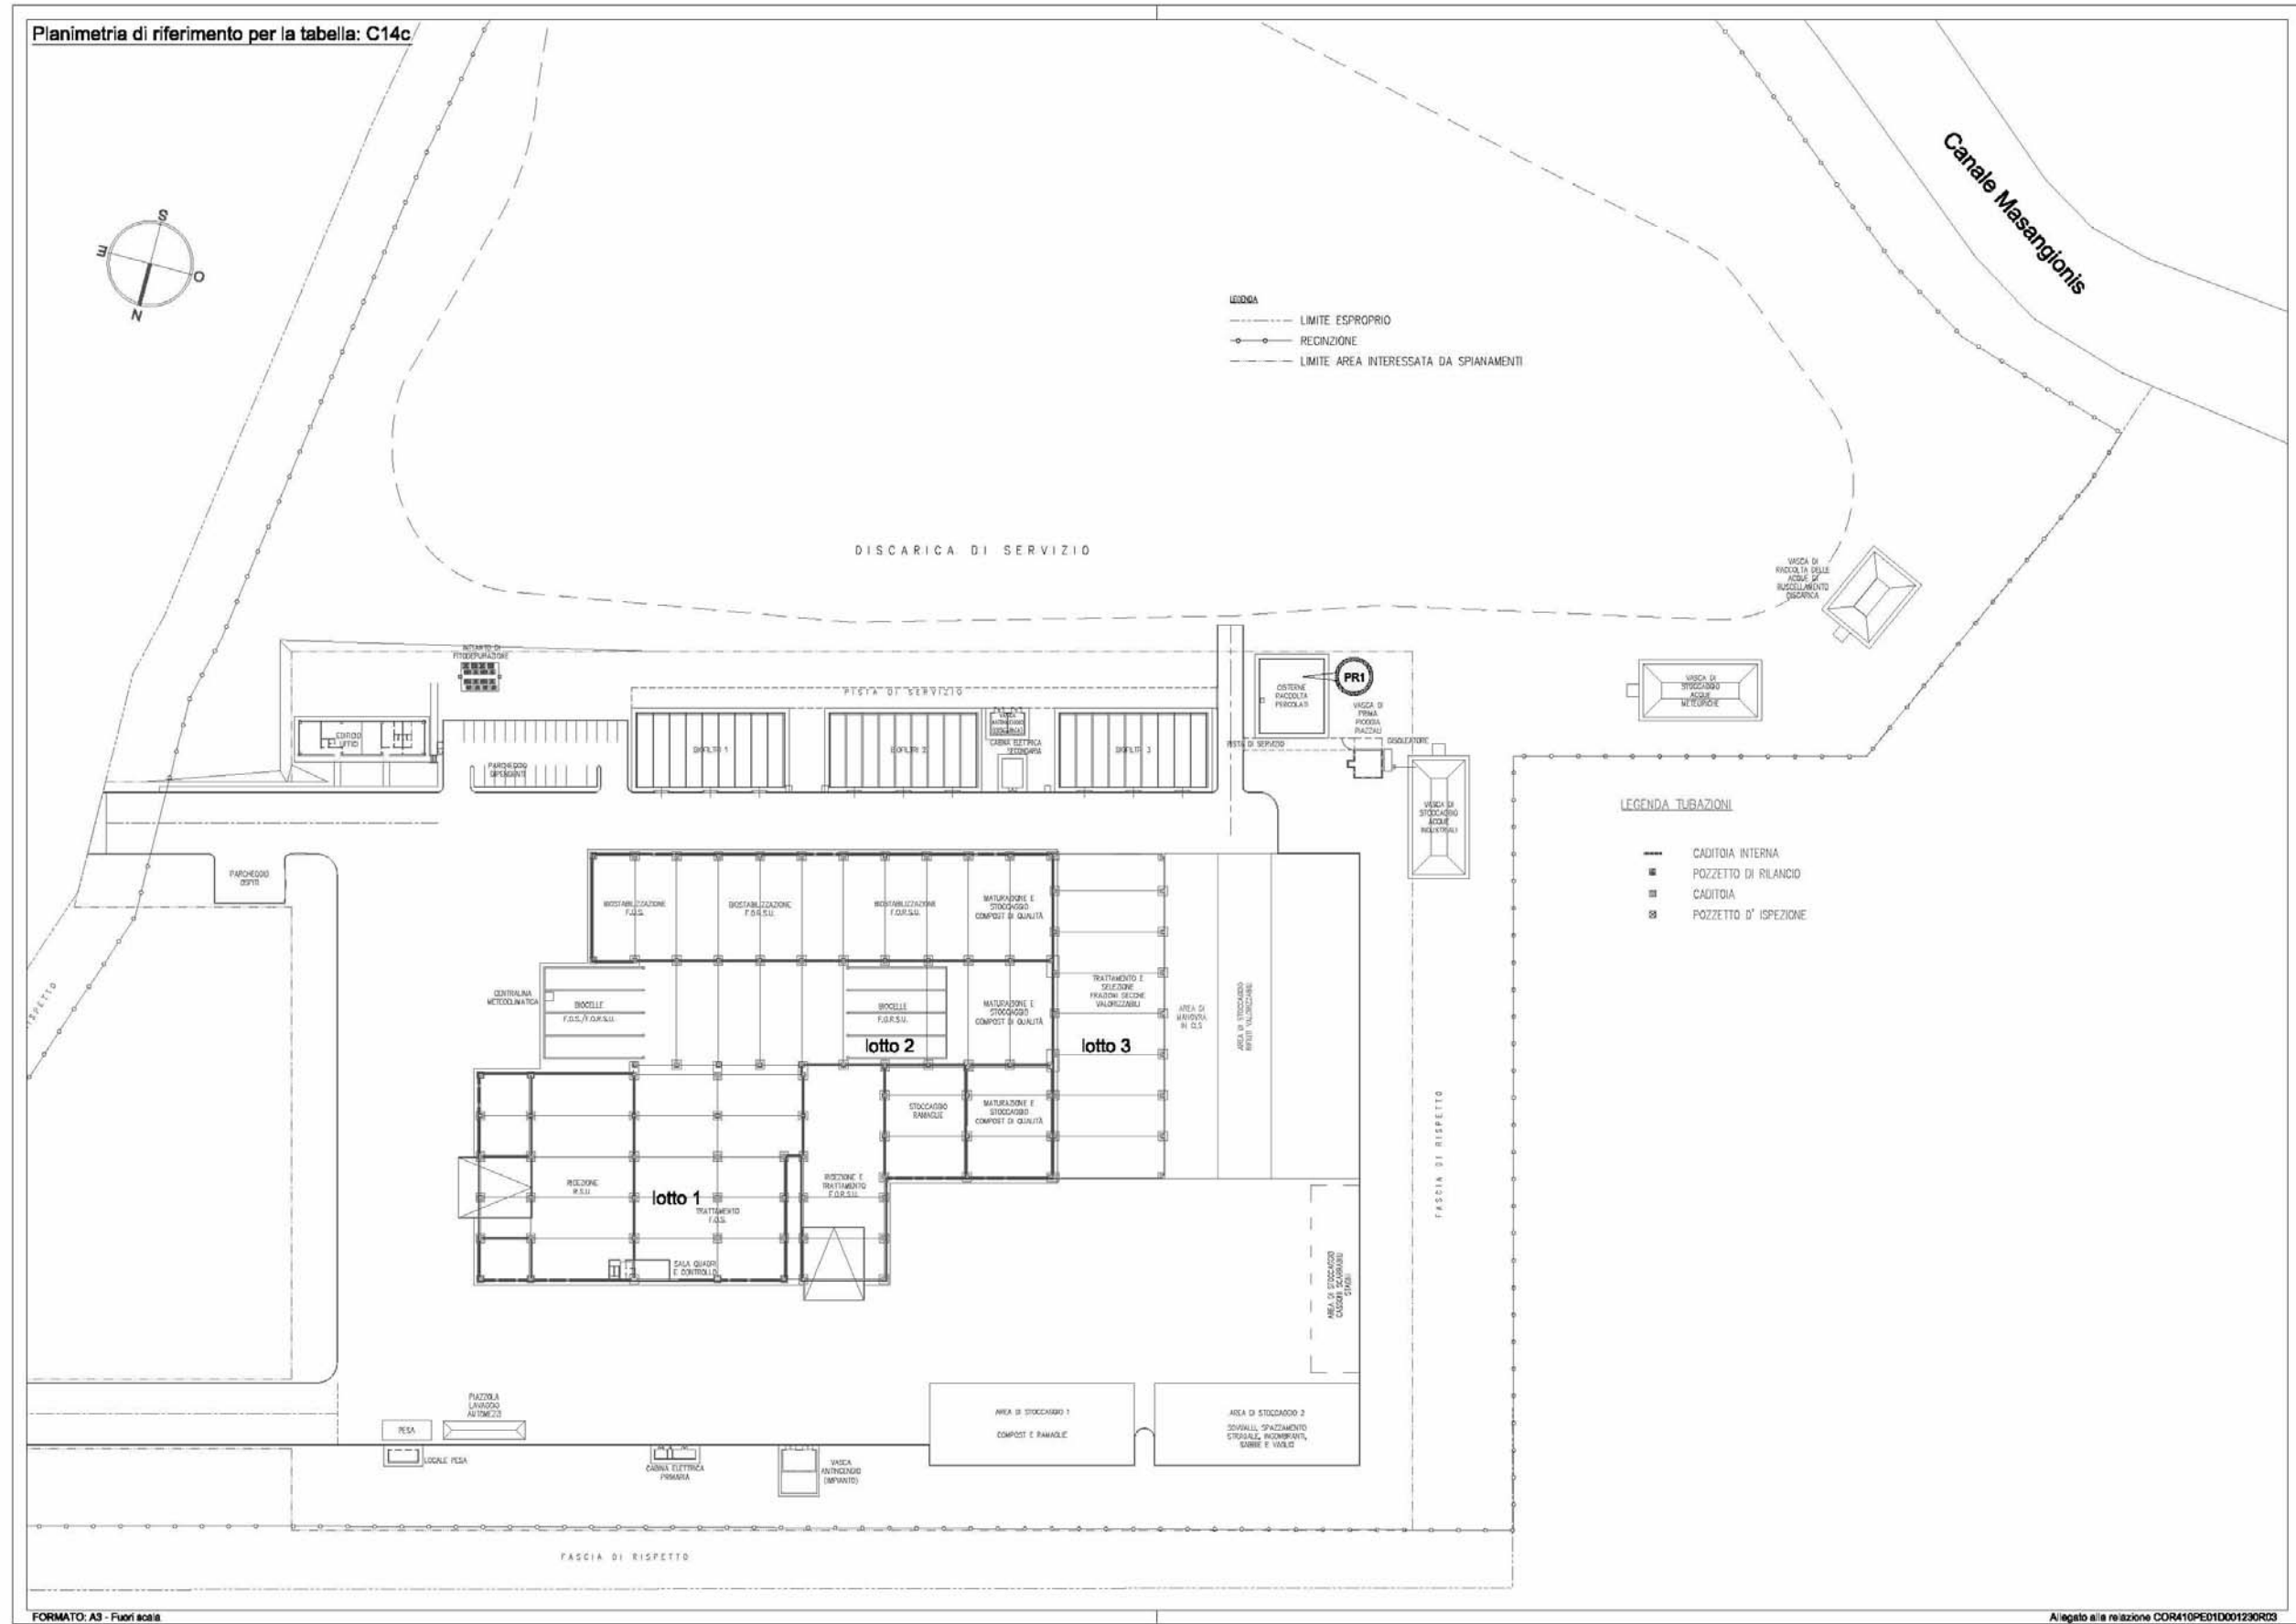 Planimetria di riferimento per la tabella: C14c
S
E
O
N
Canale Masangionis
LEGENDA
LIMITE ESPROPRIO
RECINZIONE
LIMITE AREA INTERESSATA DA SPIANAMENTI
DISCARICA DI SERVIZIO
VASCA DI
RACCOLTA DELLE
ACQUE DI
RUSCELLAMENTO
DISCARICA
IMPIANTO DI
FITODEPURAZIONE
PISTA DI SERVIZIO
CISTERNE
RACCOLTA
PERCOLATI
PR1
VASCA DI
PRIMA
PIOGGIA
PIAZZALI
VASCA DI
STOCCAGGIO
ACQUE
METEORICHE
EDIFICIO
UFFICI
PARCHEGGIO
DIPENDENTI
BIOFILTRI 1
BIOFILTRI 2
VASCA
ANTINCENDIO
CABINA ELETTRICA
SECONDARIA
BIOFILTRI 3
PISTA DI SERVIZIO
DISOLEATORE
VASCA DI
STOCCAGGIO
ACQUE
INDUSTRIALI
LEGENDA TUBAZIONI
CADITOIA INTERNA
POZZETTO DI RILANCIO
CADITOIA
POZZETTO D' ISPEZIONE
PARCHEGGIO
OSPITI
BIOSTABILIZZAZIONE
F.O.S.
BIOSTABILIZZAZIONE
F.O.R.S.U.
BIOSTABILIZZAZIONE
F.O.R.S.U.
MATURAZIONE E
STOCCAGGIO
COMPOST DI QUALITÀ
CENTRALINA
METEOCLIMATICA
BIOCELLE
F.O.S./F.O.R.S.U.
BIOCELLE
F.O.R.S.U.
MATURAZIONE E
STOCCAGGIO
COMPOST DI QUALITÀ
TRATTAMENTO E
SELEZIONE
FRAZIONI SECCHE
VALORIZZABILI
AREA DI
MANOVRA
IN CLS
AREA DI STOCCAGGIO
RIFIUTI VALORIZZABILI
lotto 2
lotto 3
STOCCAGGIO
RAMAGLIE
MATURAZIONE E
STOCCAGGIO
COMPOST DI QUALITÀ
RICEZIONE
R.S.U.
lotto 1
TRATTAMENTO
F.O.S.
RICEZIONE E
TRATTAMENTO
F.O.R.S.U.
SALA QUADRI
E CONTROLLO
FASCIA DI RISPETTO
AREA DI STOCCAGGIO
CASSONI SCARRABILI
STAGNI
RISPETTO
PIAZZOLA
LAVAGGIO
AUTOMEZZI
PESA
LOCALE PESA
CABINA ELETTRICA
PRIMARIA
VASCA
ANTINCENDIO
(IMPIANTO)
AREA DI STOCCAGGIO 1
COMPOST E RAMAGLIE
AREA DI STOCCAGGIO 2
SOVVALLI, SPAZZAMENTO
STRADALE, INGOMBRANTI,
SABBIE E VAGLIO
FASCIA DI RISPETTO
FORMATO: A3 - Fuori scala
Allegato alla relazione COR410PE01D001230R03